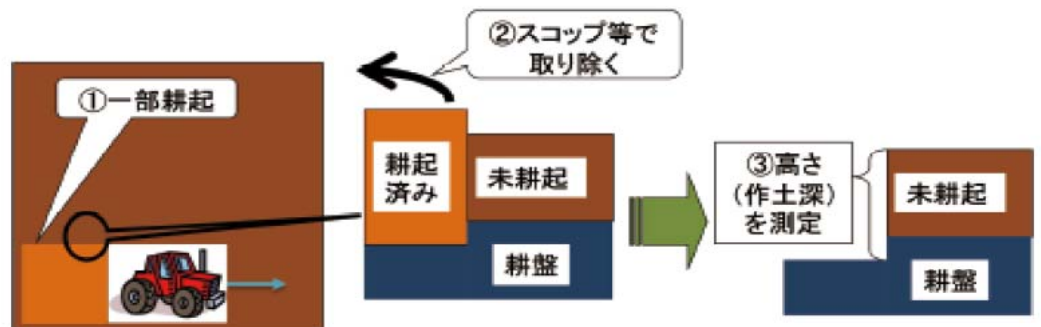 ①一部耕起
②スコップ等で
取り除く
耕起
済み
未耕起
耕盤
③高さ
(作土深)
を測定
未耕起
耕盤